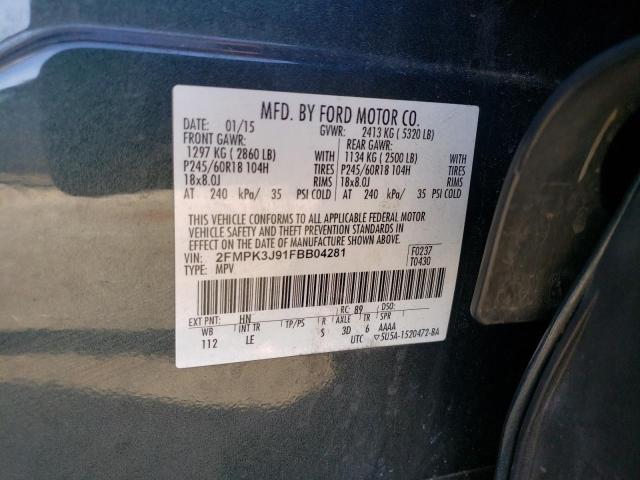 MFD. BY FORD MOTOR CO.
DATE: 01/15 GVWR: 2413 KG ( 5320 LB)
FRONT GAWR: REAR GAWR:
1297 KG ( 2860 LB) WITH 1134 KG ( 2500 LB) WITH
P245/60R18 104H TIRES P245/60R18 104H TIRES
18x8.0J RIMS 18x8.0J RIMS
AT 240 kPa/ 35 PSI COLD AT 240 kPa/ 35 PSI COLD
THIS VEHICLE CONFORMS TO ALL APPLICABLE FEDERAL MOTOR
VEHICLE SAFETY AND THEFT PREVENTION STANDARDS IN
EFFECT ON THE DATE OF MANUFACTURE SHOWN ABOVE.
VIN: 2FMPK3J91FBB04281 F0237
TYPE: MPV T0430
EXT PNT: HN RC: 89 DSO:
WB INT TR TP/PS R AXLE TR SPR
112 LE S 3D 6 AAAA
UTC ▽5U5A-1520472-BA